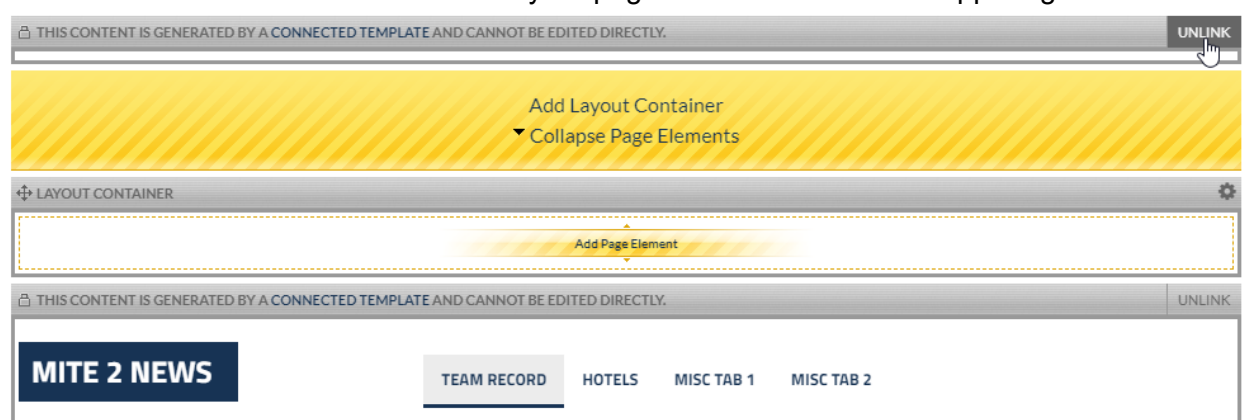 THIS CONTENT IS GENERATED BY A CONNECTED TEMPLATE AND CANNOT BE EDITED DIRECTLY. UNLINK
Add Layout Container
Collapse Page Elements
LAYOUT CONTAINER
Add Page Element
THIS CONTENT IS GENERATED BY A CONNECTED TEMPLATE AND CANNOT BE EDITED DIRECTLY. UNLINK
MITE 2 NEWS TEAM RECORD HOTELS MISC TAB 1 MISC TAB 2